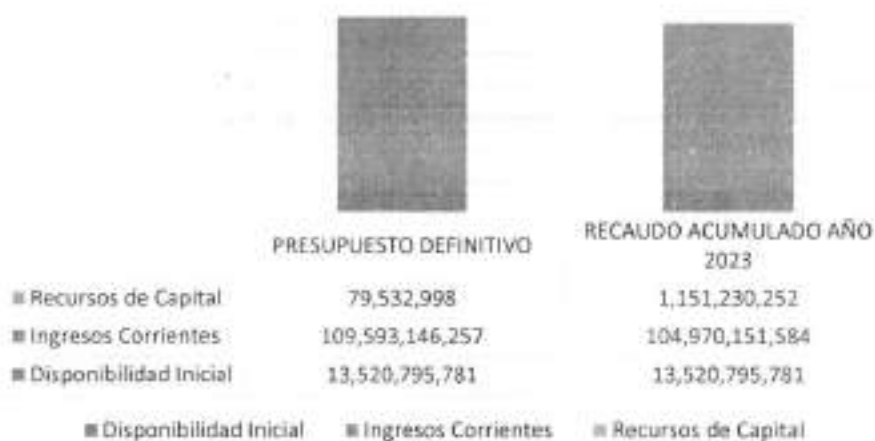 PRESUPUESTO DEFINITIVO RECAUDO ACUMULADO AÑO
2023
Recursos de Capital 79,532,998 1,151,230,252
Ingresos Corrientes 109,593,146,257 104,970,151,584
Disponibilidad Inicial 13,520,795,781 13,520,795,781
Disponibilidad Inicial Ingresos Corrientes Recursos de Capital